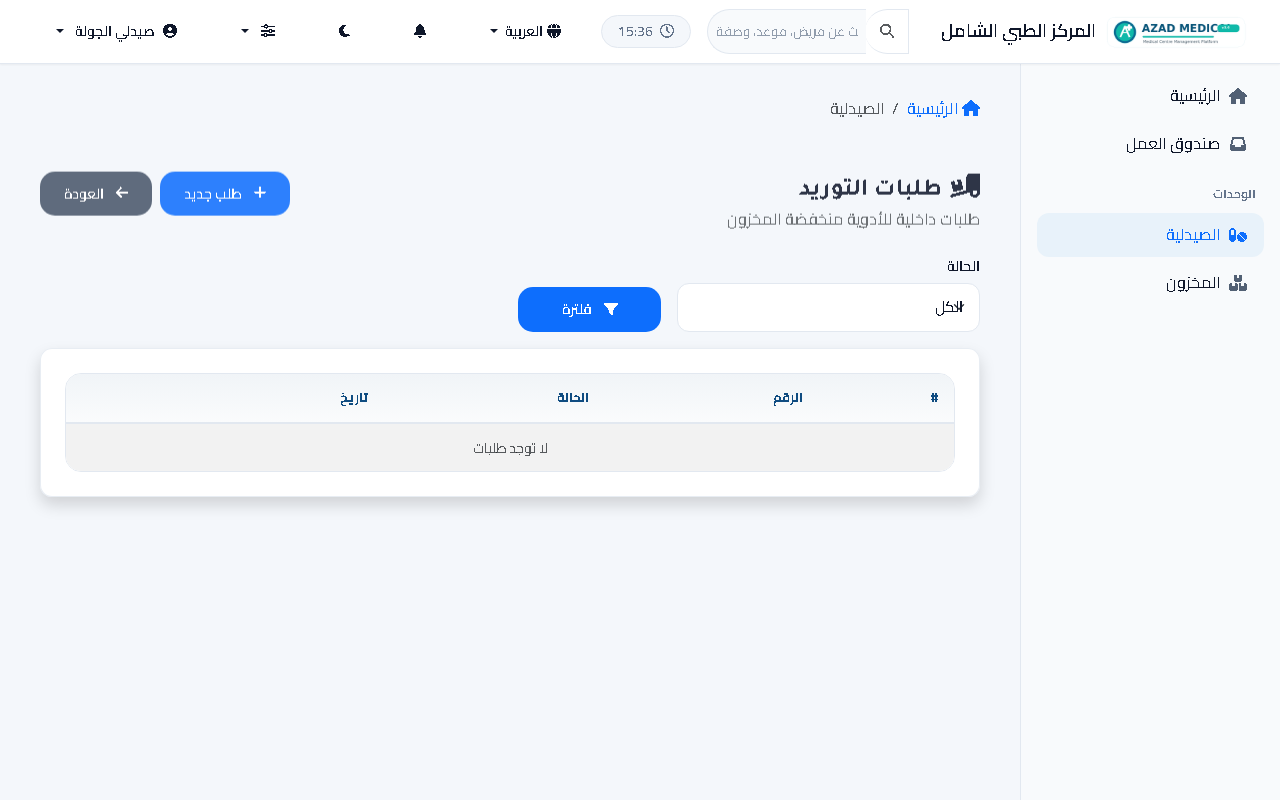 AZAD MEDIC
Medical Centre Management Platform
المركز الطبي الشامل
ث عن مريض، موعد، وصفة
15:36
العربية
صيدلي الجولة
الرئيسية
صندوق العمل
الوحدات
الصيدلية
المخزون
الرئيسية / الصيدلية
طلبات التوريد
طلبات داخلية للأدوية منخفضة المخزون
طلب جديد
العودة
الحالة
الكل
فلترة
# الرقم الحالة تاريخ
لا توجد طلبات